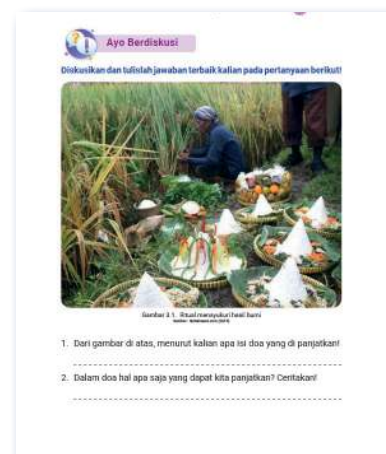 Ayo Berdiskusi
Diskusikan dan tulislah jawaban terbaik kalian pada pertanyaan berikut!
Gambar 3.1. Ritual mensyukuri hasil bumi
1. Dari gambar di atas, menurut kalian apa isi doa yang di panjatkan!
2. Dalam doa hal apa saja yang dapat kita panjatkan? Ceritakan!